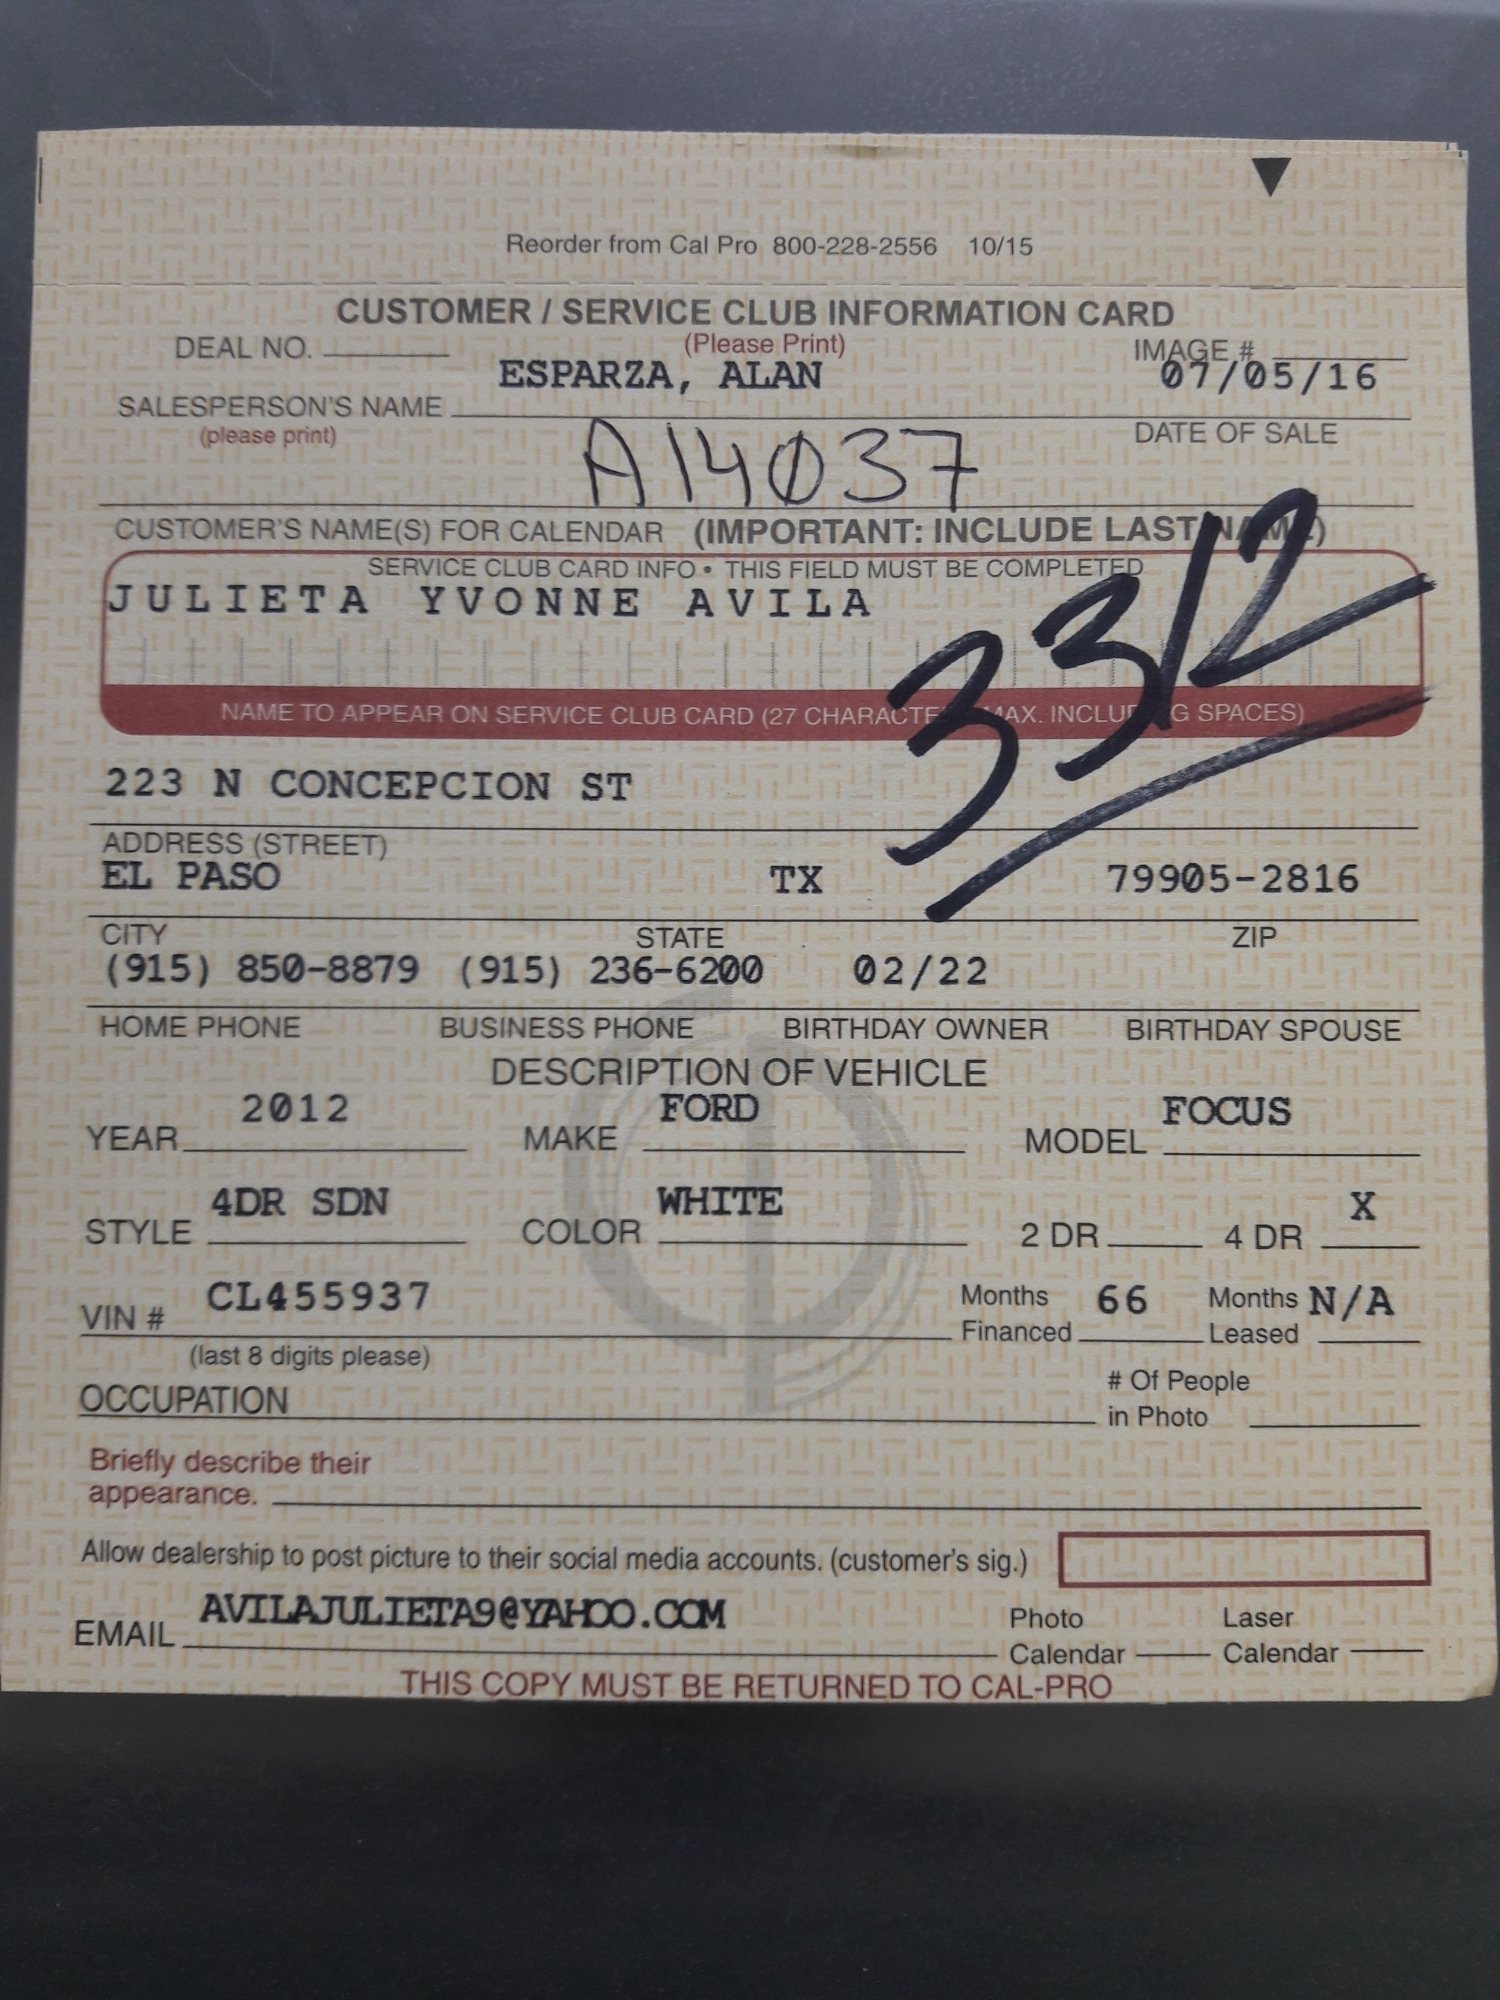 Reorder from Cal Pro 800-228-2556 10/15
CUSTOMER / SERVICE CLUB INFORMATION CARD
DEAL NO. (Please Print) IMAGE #
ESPARZA, ALAN 07/05/16
SALESPERSON'S NAME
(please print) DATE OF SALE
A14037
CUSTOMER'S NAME(S) FOR CALENDAR (IMPORTANT: INCLUDE LAST NAME)
SERVICE CLUB CARD INFO • THIS FIELD MUST BE COMPLETED
JULIETA YVONNE AVILA
3312
NAME TO APPEAR ON SERVICE CLUB CARD (27 CHARACTERS MAX. INCLUDING SPACES)
223 N CONCEPCION ST
ADDRESS (STREET)
EL PASO TX 79905-2816
CITY STATE ZIP
(915) 850-8879 (915) 236-6200 02/22
HOME PHONE BUSINESS PHONE BIRTHDAY OWNER BIRTHDAY SPOUSE
DESCRIPTION OF VEHICLE
2012 FORD FOCUS
YEAR MAKE MODEL
4DR SDN WHITE X
STYLE COLOR 2 DR 4 DR
VIN # CL455937 Months Financed 66 Months Leased N/A
(last 8 digits please)
OCCUPATION # Of People in Photo
Briefly describe their
appearance.
Allow dealership to post picture to their social media accounts. (customer's sig.)
AVILAJULIETA9@YAHOO.COM
EMAIL Photo Calendar Laser Calendar
THIS COPY MUST BE RETURNED TO CAL-PRO